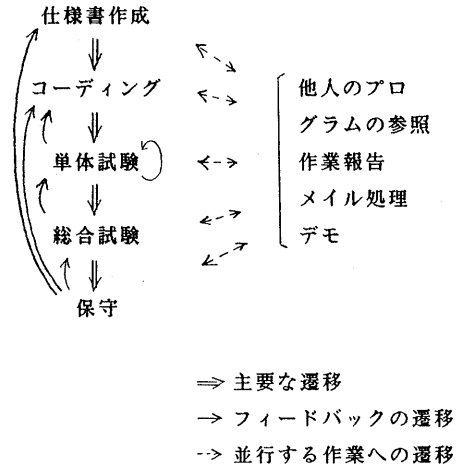 仕様書作成
コーディング
単体試験
総合試験
保守
他人のプロ
グラムの参照
作業報告
メイル処理
デモ
主要な遷移
フィードバックの遷移
並行する作業への遷移